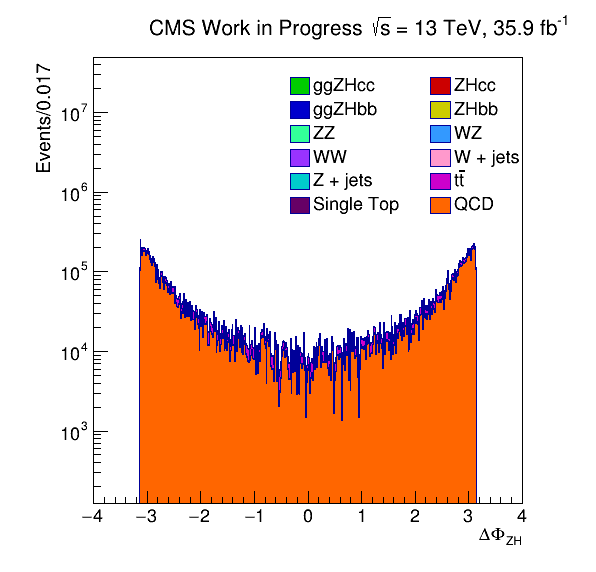 CMS Work in Progress √s = 13 TeV, 35.9 fb⁻¹
Events/0.017
ggZHcc ZHcc
ggZHbb ZHbb
ZZ WZ
WW W + jets
Z + jets tt̄
Single Top QCD
10⁷
10⁶
10⁵
10⁴
10³
−4 −3 −2 −1 0 1 2 3 4
ΔΦ_ZH